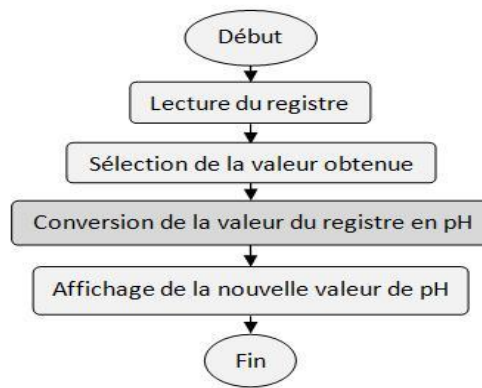 Début
Lecture du registre
Sélection de la valeur obtenue
Conversion de la valeur du registre en pH
Affichage de la nouvelle valeur de pH
Fin